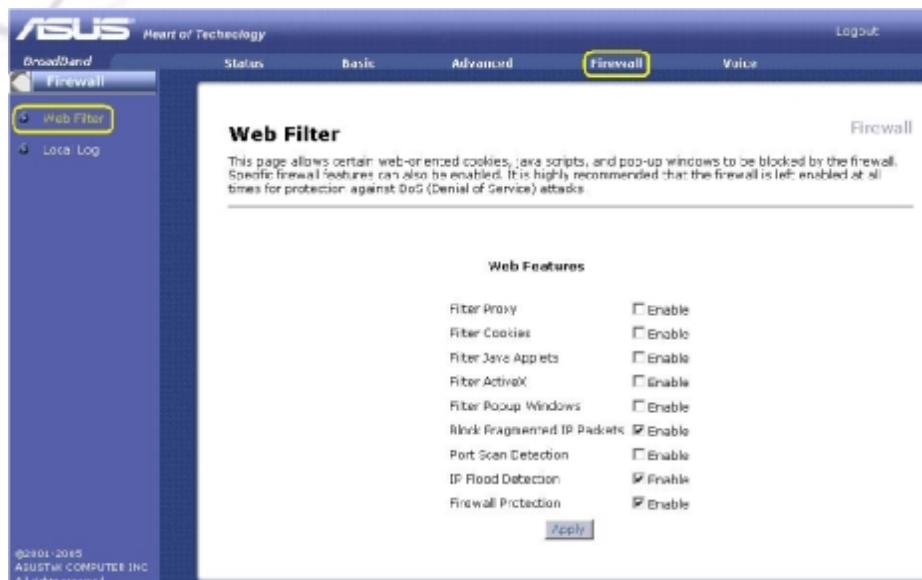 ASUS Heart of Technology
Logout
BroadBand
Status Basic Advanced Firewall Voice
Firewall
Web Filter
Local Log
Web Filter
Firewall
This page allows certain web-oriented cookies, java scripts, and pop-up windows to be blocked by the firewall.
Specific firewall features can also be enabled. It is highly recommended that the firewall is left enabled at all
times for protection against DoS (Denial of Service) attacks
Web Features
Filter Proxy Enable
Filter Cookies Enable
Filter Java Applets Enable
Filter ActiveX Enable
Filter Popup Windows Enable
Block Fragmented IP Packets Enable
Port Scan Detection Enable
IP Flood Detection Enable
Firewall Protection Enable
Apply
©2001-2005
ASUSTeK COMPUTER INC